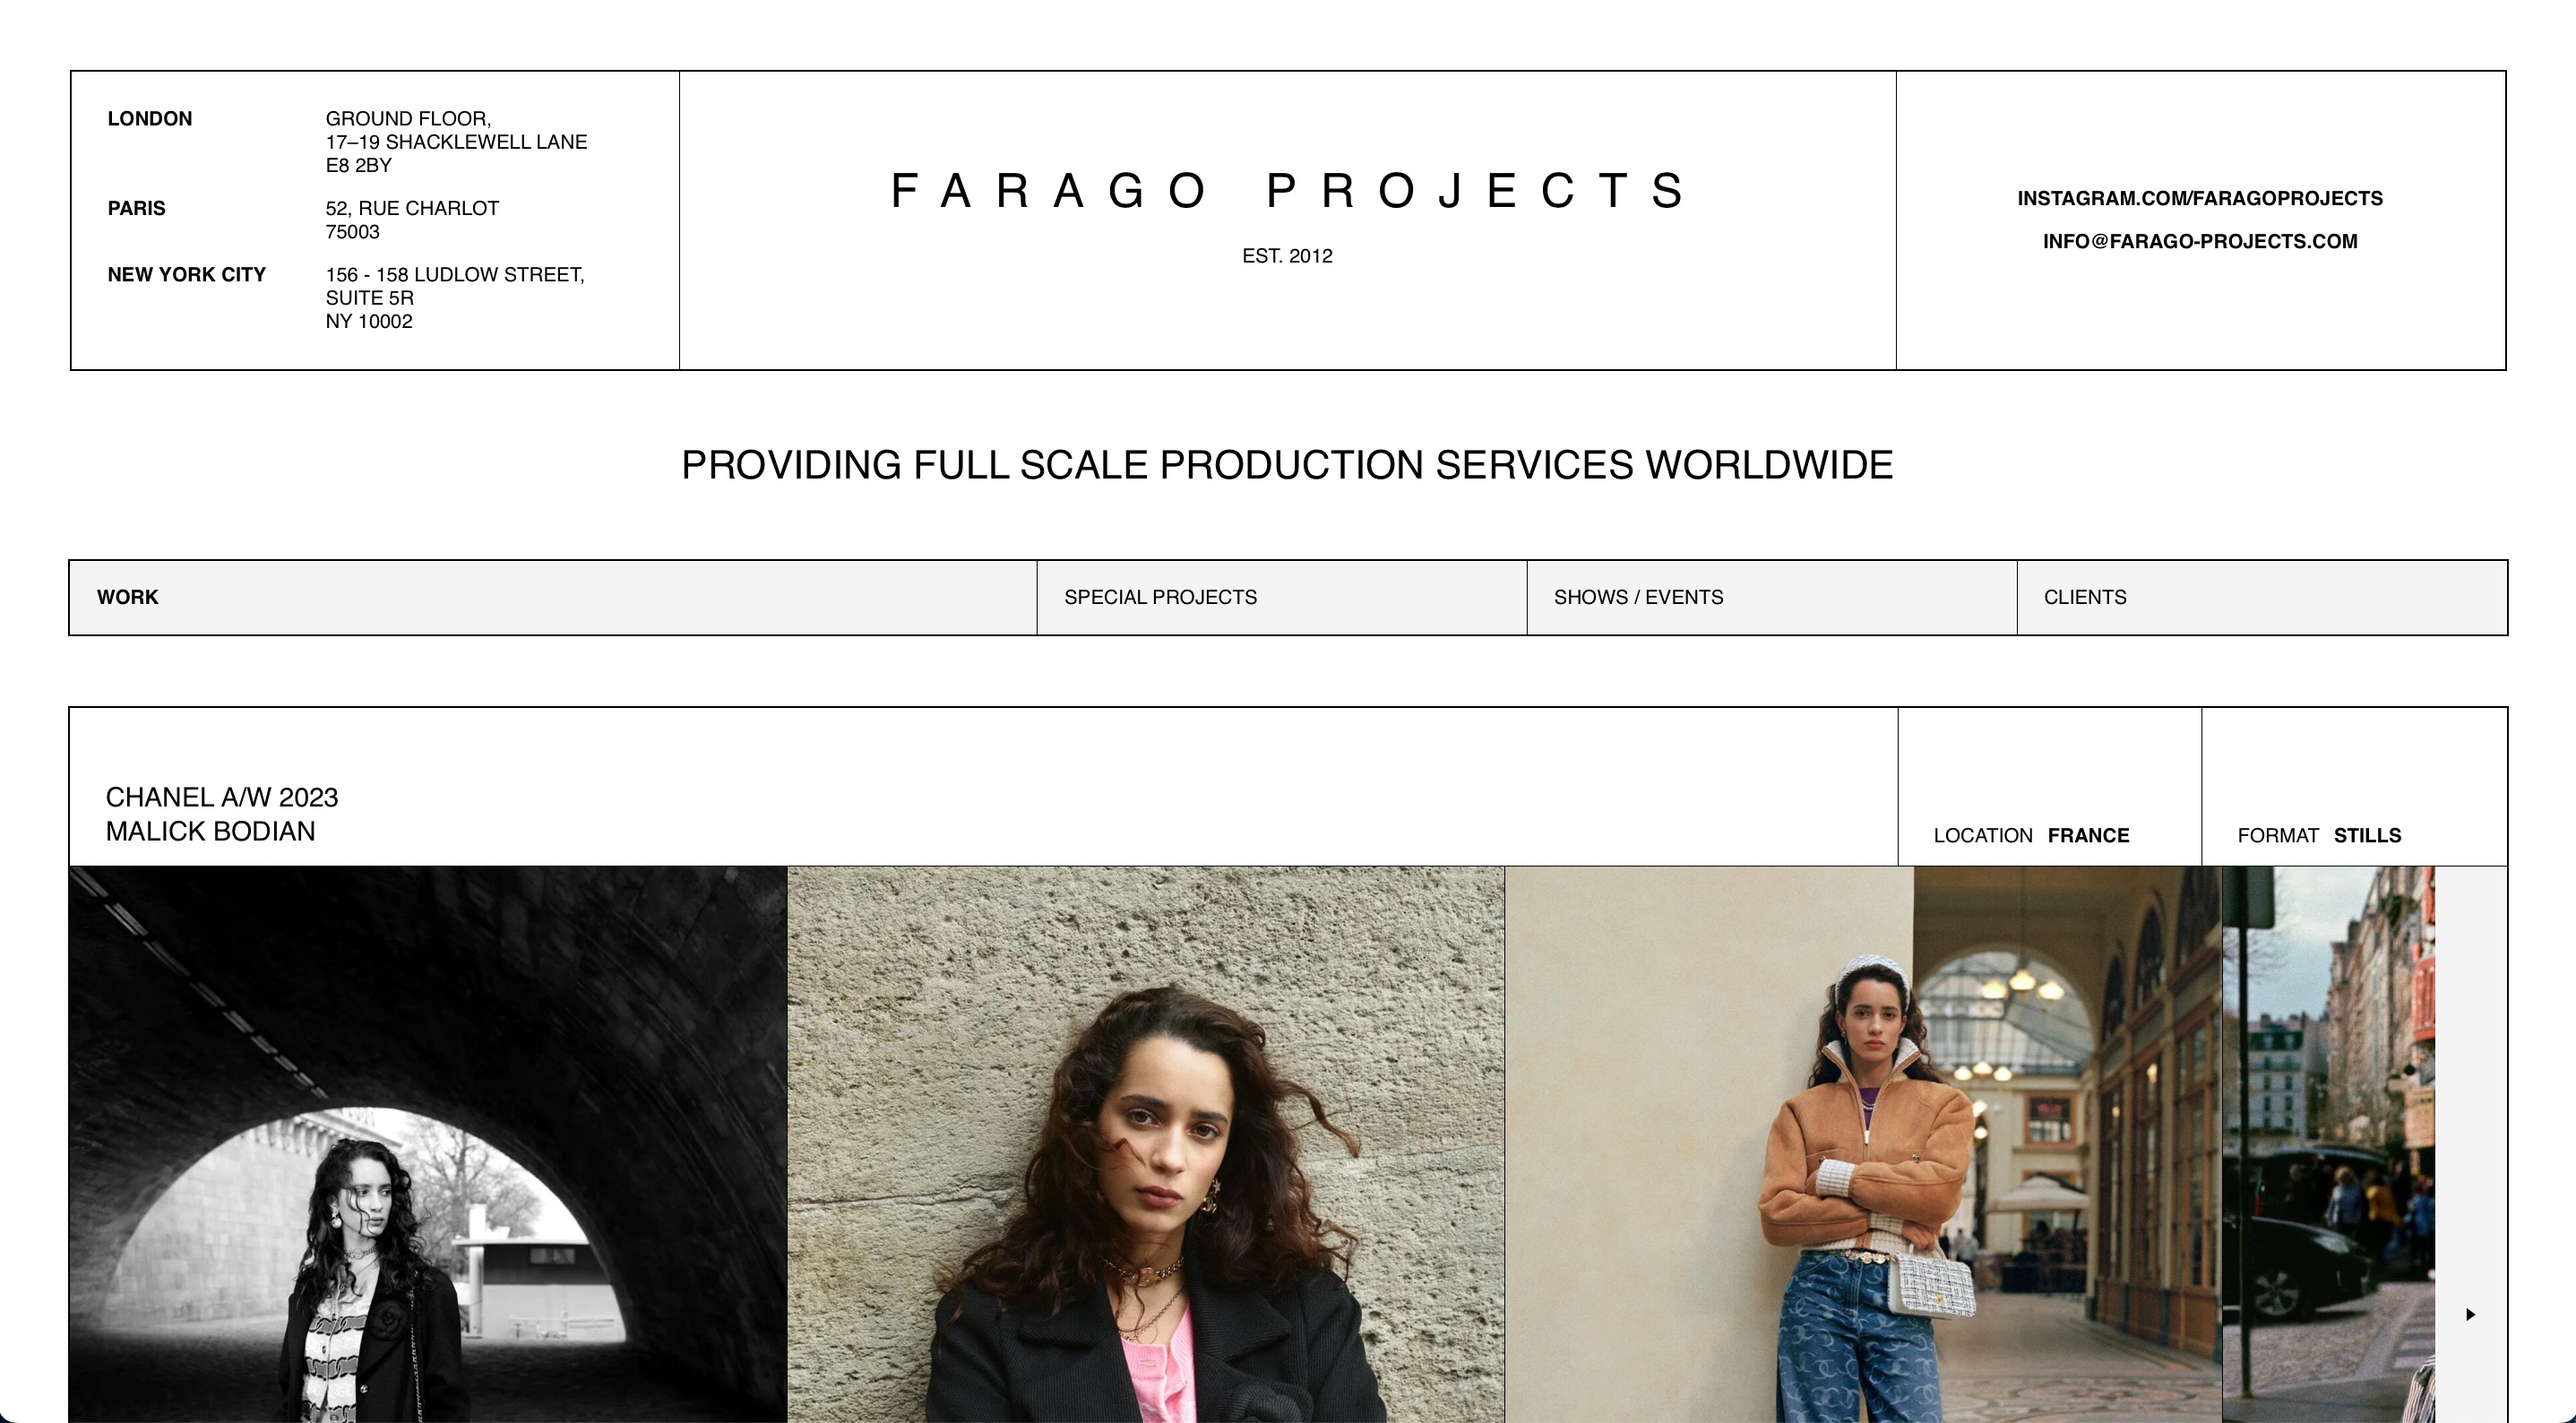 LONDON
GROUND FLOOR,
17–19 SHACKLEWELL LANE
E8 2BY
PARIS
52, RUE CHARLOT
75003
NEW YORK CITY
156 - 158 LUDLOW STREET,
SUITE 5R
NY 10002
FARAGO PROJECTS
EST. 2012
INSTAGRAM.COM/FARAGOPROJECTS
INFO@FARAGO-PROJECTS.COM
PROVIDING FULL SCALE PRODUCTION SERVICES WORLDWIDE
WORK
SPECIAL PROJECTS
SHOWS / EVENTS
CLIENTS
CHANEL A/W 2023
MALICK BODIAN
LOCATION FRANCE
FORMAT STILLS